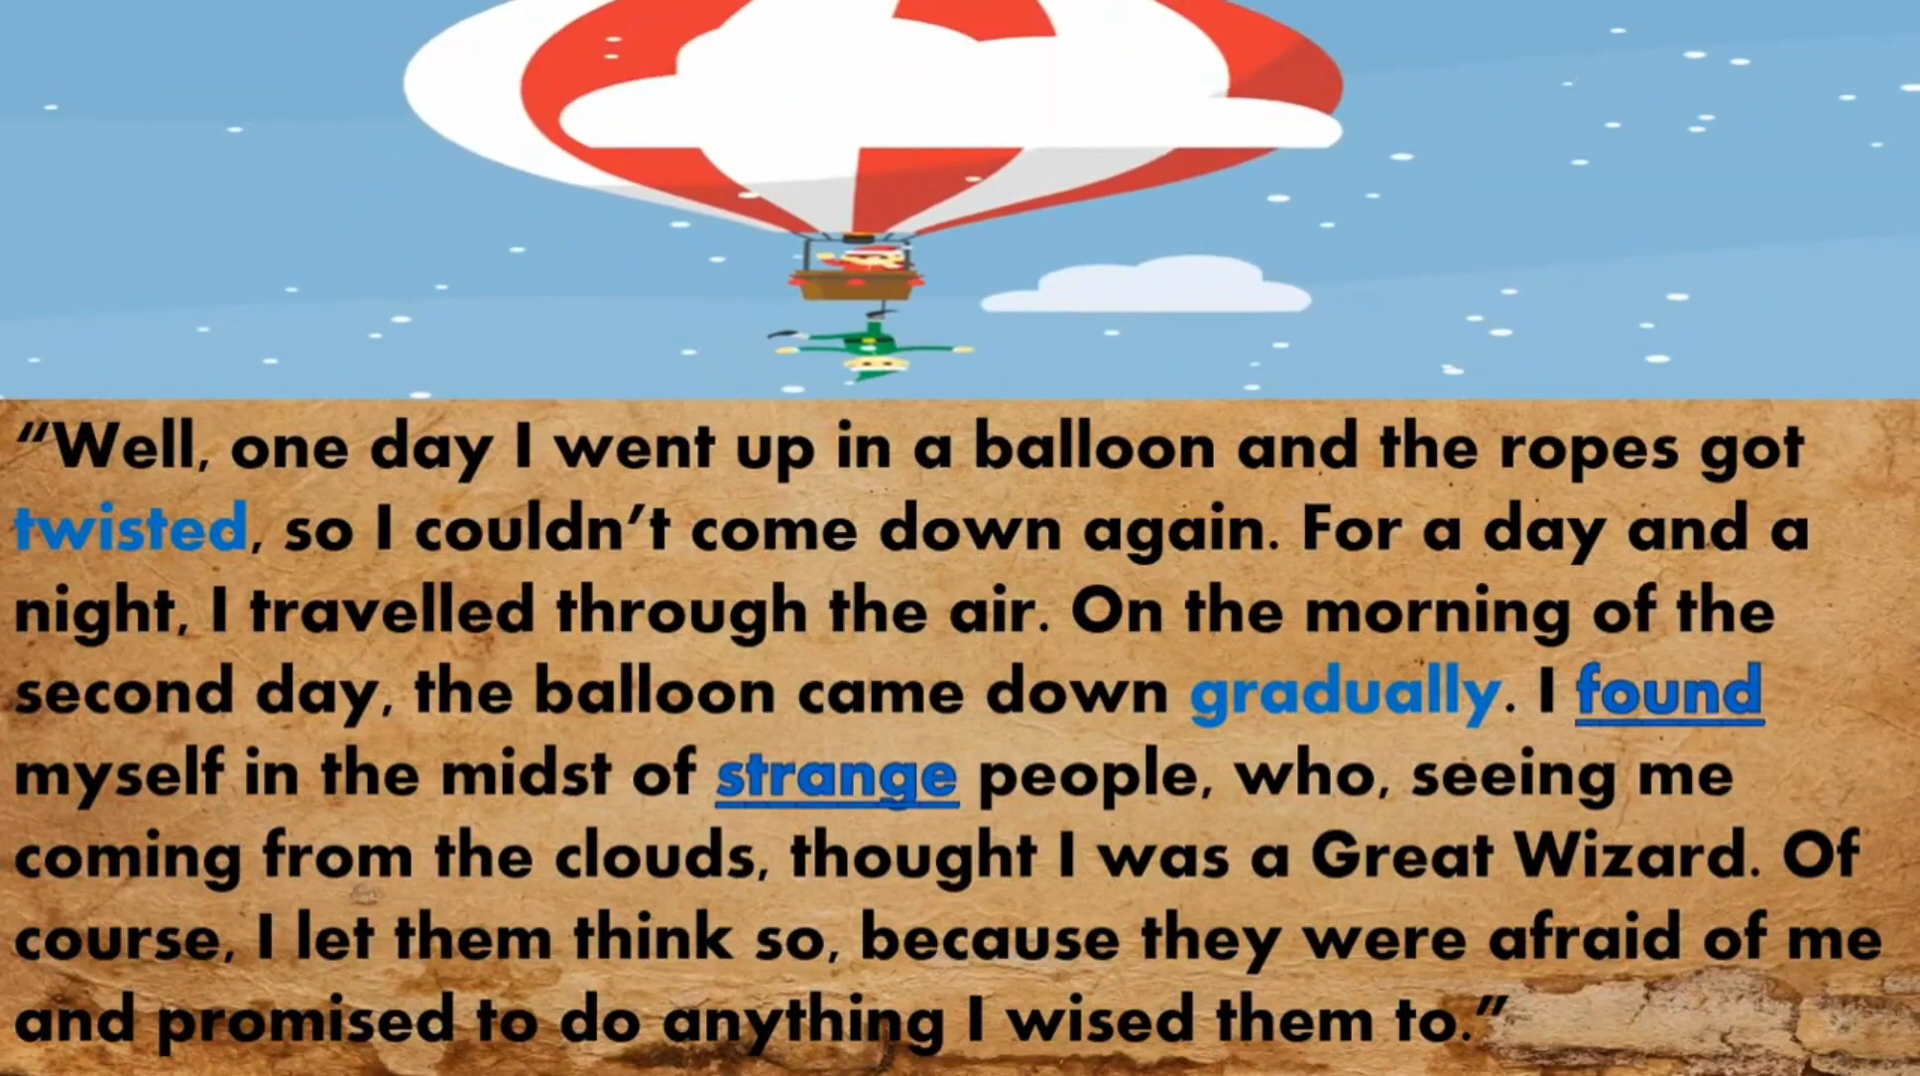 “Well, one day I went up in a balloon and the ropes got
twisted, so I couldn’t come down again. For a day and a
night, I travelled through the air. On the morning of the
second day, the balloon came down gradually. I found
myself in the midst of strange people, who, seeing me
coming from the clouds, thought I was a Great Wizard. Of
course, I let them think so, because they were afraid of me
and promised to do anything I wised them to.”